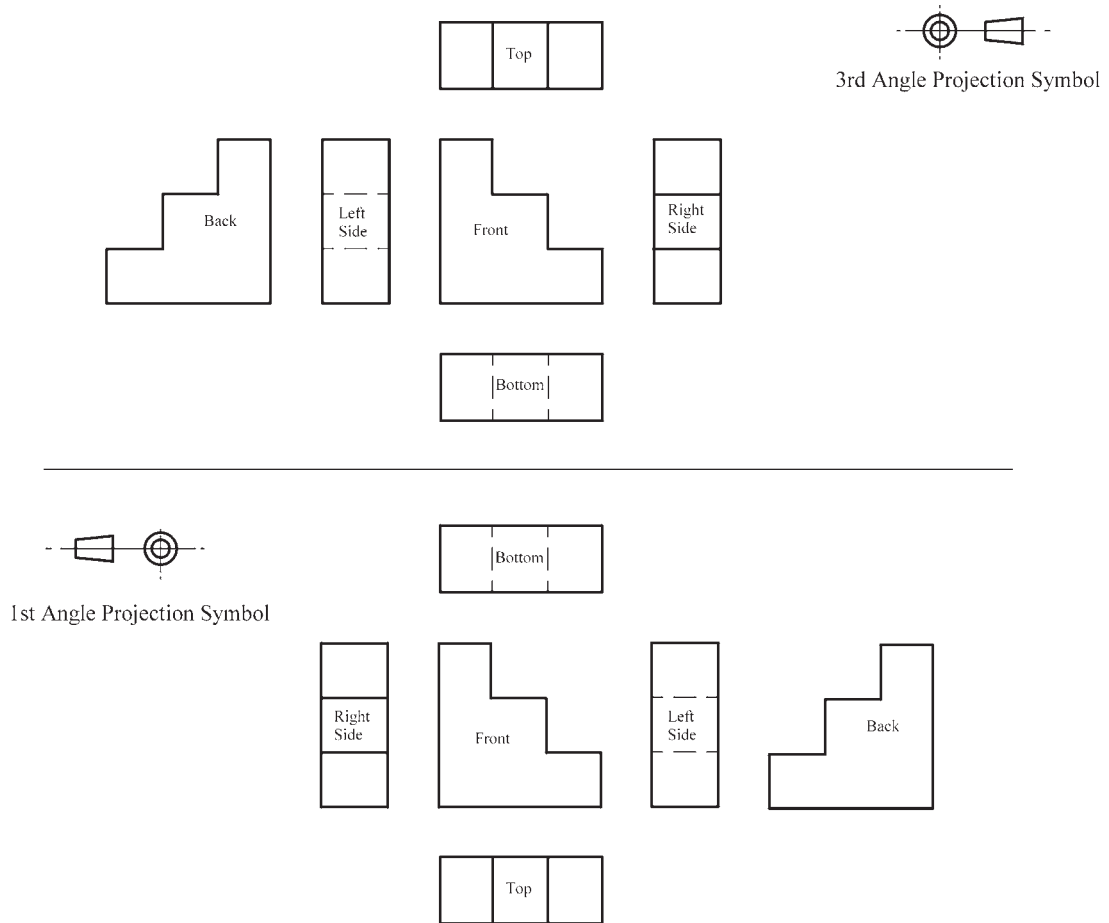 Top
3rd Angle Projection Symbol
Back
Left
Side
Front
Right
Side
Bottom
Bottom
1st Angle Projection Symbol
Right
Side
Front
Left
Side
Back
Top